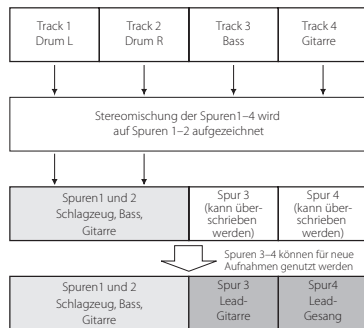 Track 1
Drum L
Track 2
Drum R
Track 3
Bass
Track 4
Gitarre
Stereomischung der Spuren1–4 wird
auf Spuren 1–2 aufgezeichnet
Spuren1 und 2
Schlagzeug, Bass,
Gitarre
Spur 3
(kann über-
schrieben
werden)
Spur 4
(kann über-
schrieben
werden)
Spuren 3–4 können für neue
Aufnahmen genutzt werden
Spuren1 und 2
Schlagzeug, Bass,
Gitarre
Spur 3
Lead-
Gitarre
Spur4
Lead-
Gesang